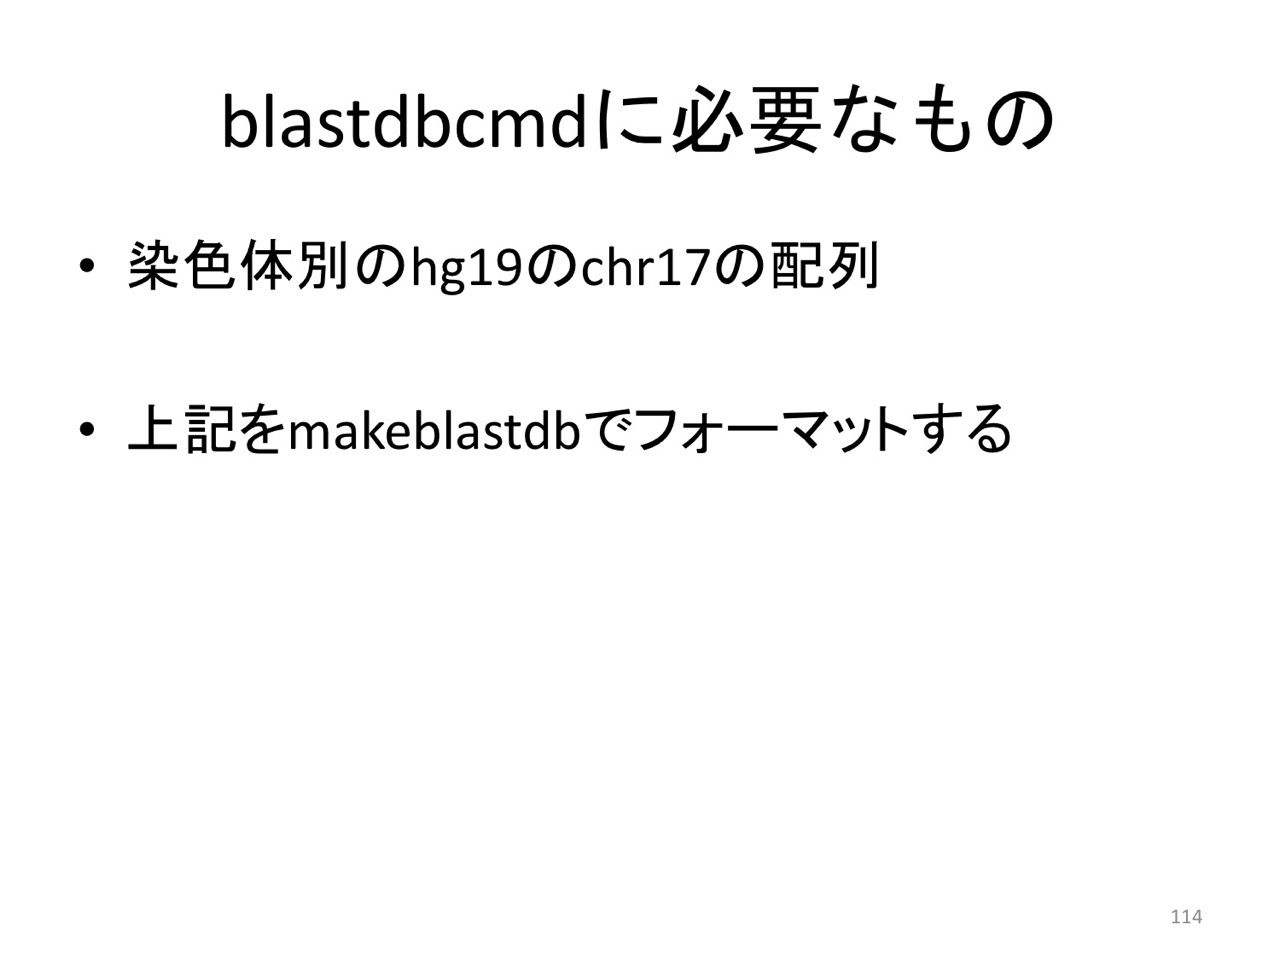 blastdbcmdに必要なもの
• 染色体別のhg19のchr17の配列
• 上記をmakeblastdbでフォーマットする
114